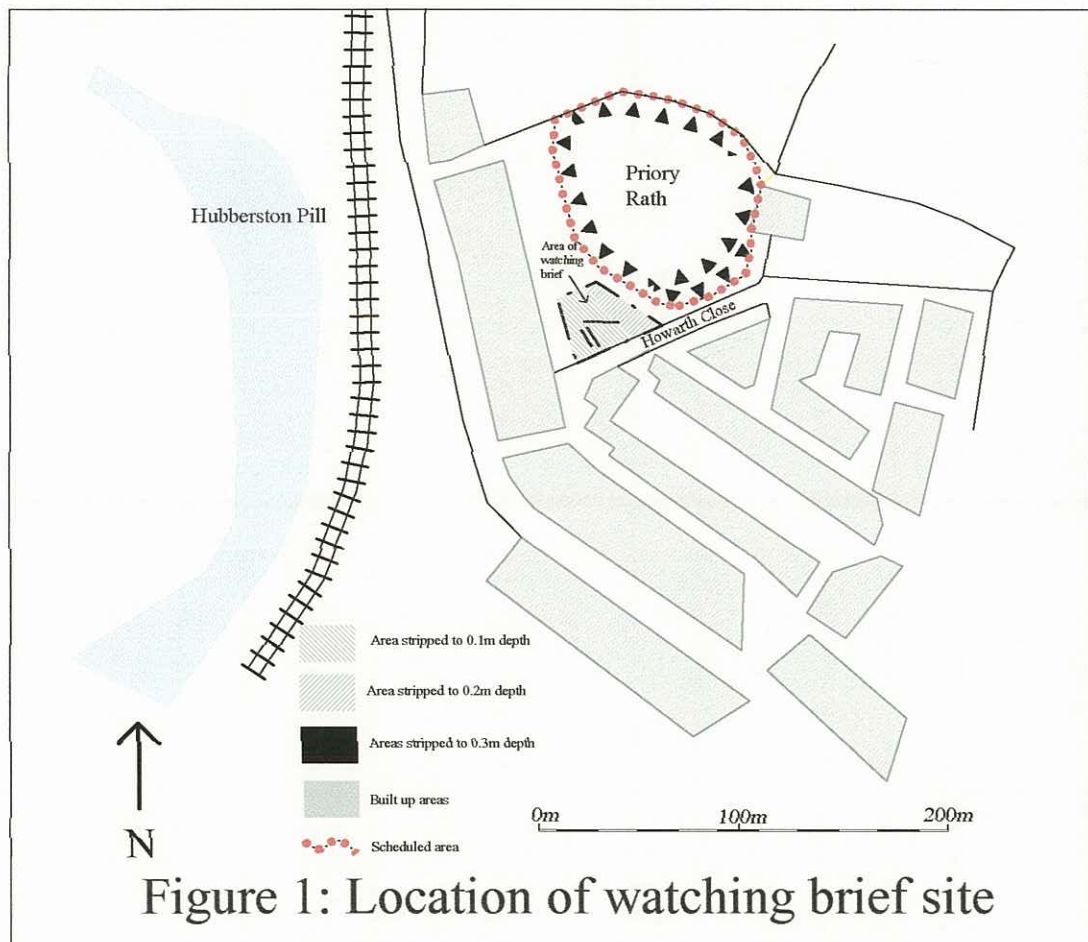 Hubberston Pill
Priory
Rath
Area of
watching
brief
Howarth Close
Area stripped to 0.1m depth
Area stripped to 0.2m depth
Areas stripped to 0.3m depth
Built up areas
Scheduled area
0m 100m 200m
N
Figure 1: Location of watching brief site